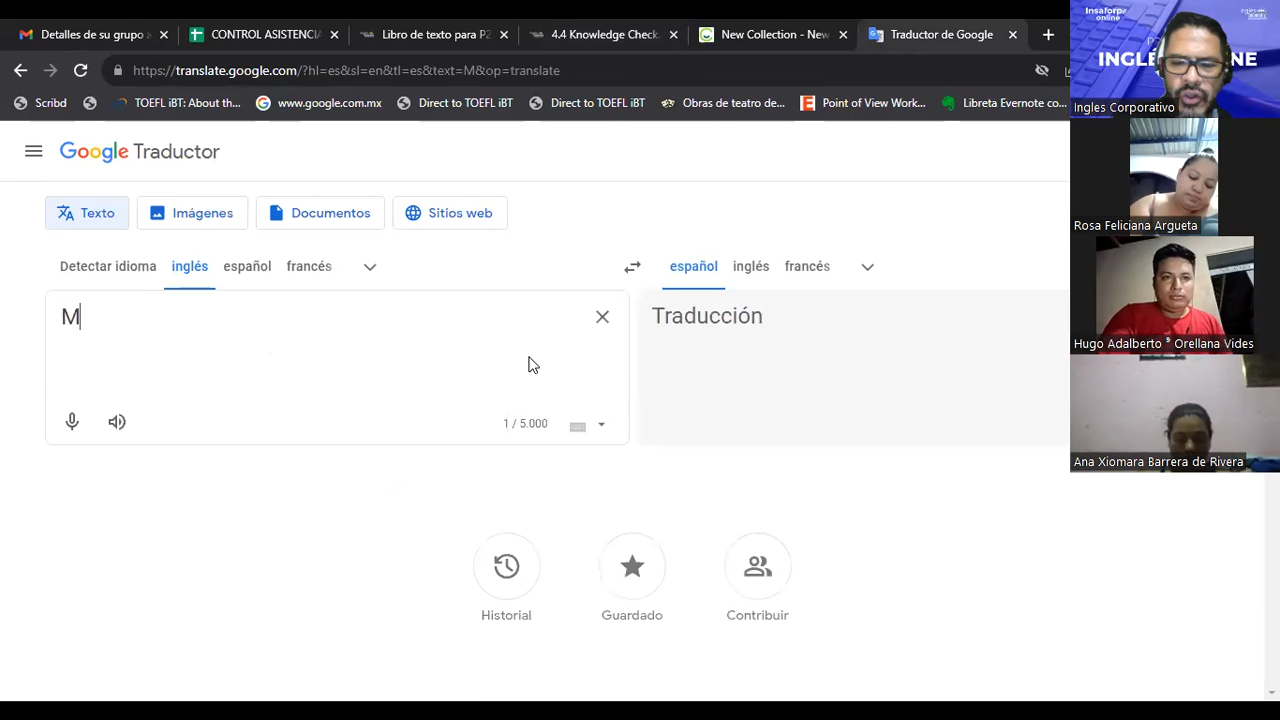 Detalles de su grupo a
CONTROL ASISTENCIA
Libro de texto para P2
4.4 Knowledge Check
New Collection - New
Traductor de Google
https://translate.google.com/?hl=es&sl=en&tl=es&text=M&op=translate
Scribd
TOEFL iBT: About th...
www.google.com.m
Direct to TOEFL iBT
Direct to TOEFL iBT
Obras de teatro de...
Point of View Work...
Libreta Evernote co...
Google Traductor
Texto
Imágenes
Documentos
Sitios web
Detectar idioma
inglés
español
francés
español
inglés
francés
M
Traducción
1 / 5.000
Historial
Guardado
Contribuir
Insaforp
online
INGLÉ
NE
Ingles Corporativo
Rosa Feliciana Argueta
Hugo Adalberto Orellana Vides
Ana Xiomara Barrera de Rivera